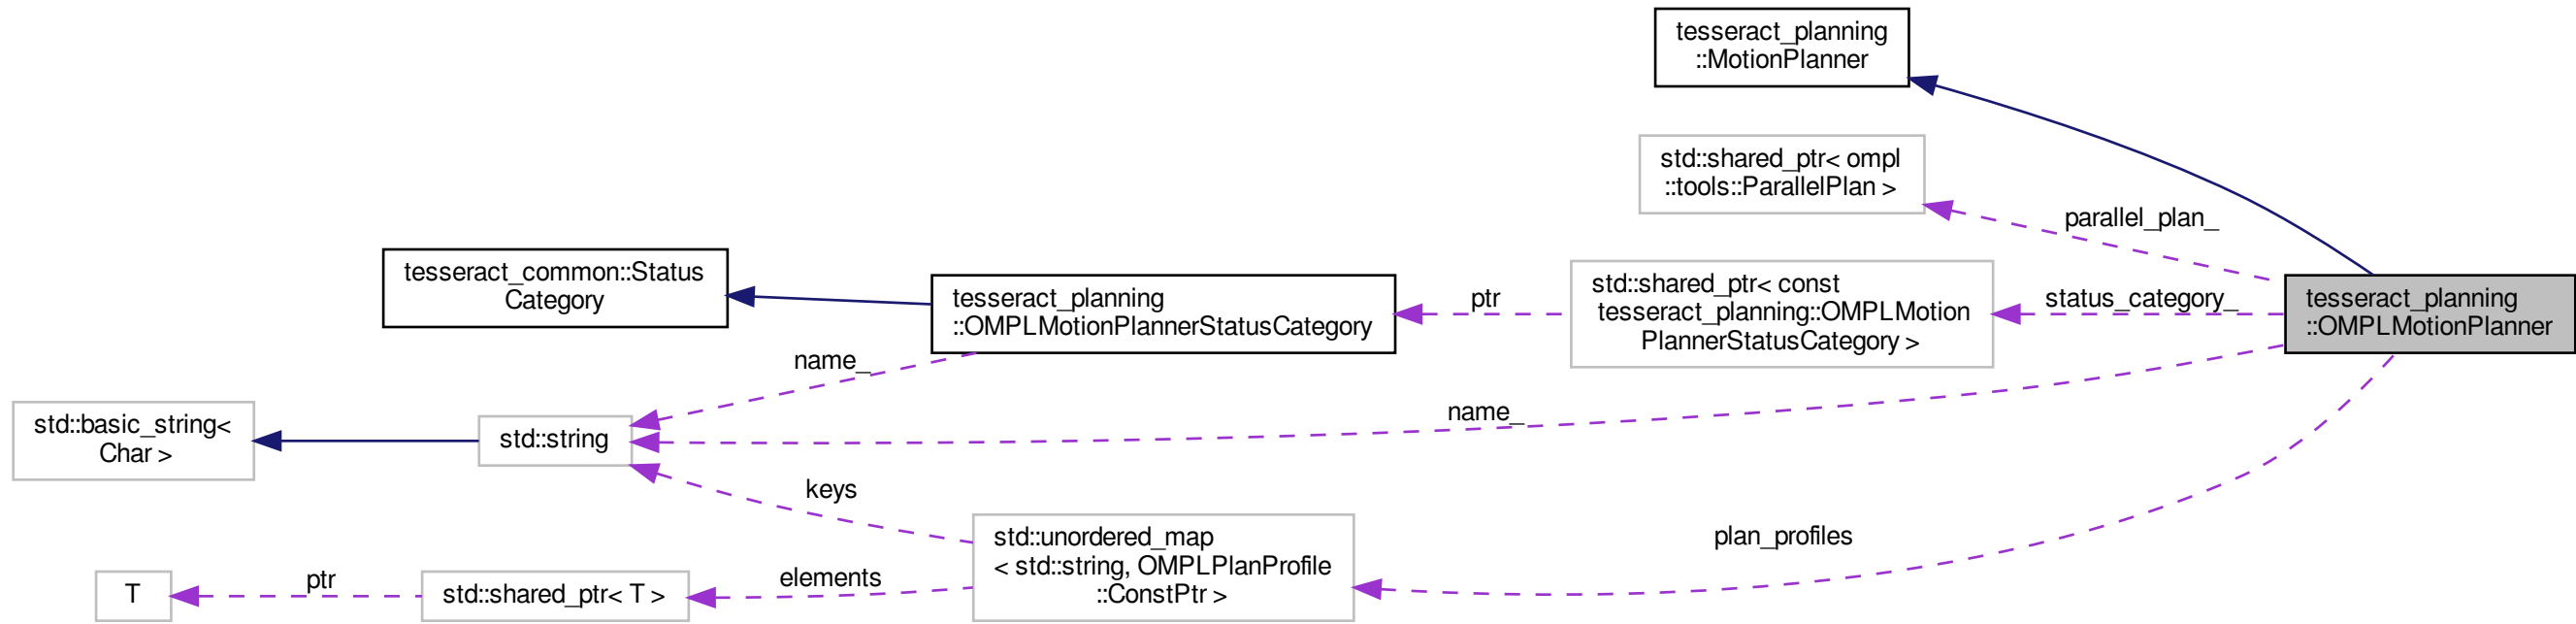 tesseract_planning
::MotionPlanner
std::shared_ptr< ompl
::tools::ParallelPlan >
parallel_plan_
tesseract_common::Status
Category
tesseract_planning
::OMPLMotionPlannerStatusCategory
ptr
std::shared_ptr< const
tesseract_planning::OMPLMotion
PlannerStatusCategory >
status_category_
tesseract_planning
::OMPLMotionPlanner
name_
std::basic_string<
Char >
std::string
name_
keys
std::unordered_map
< std::string, OMPLPlanProfile
::ConstPtr >
plan_profiles
T
ptr
std::shared_ptr< T >
elements